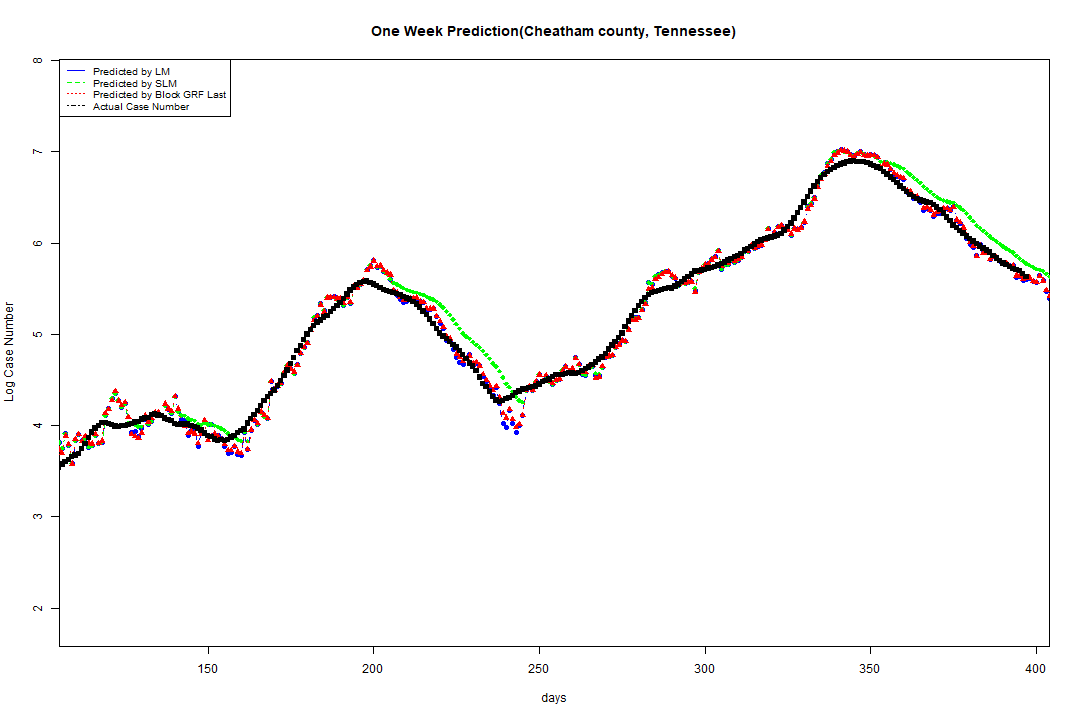 One Week Prediction(Cheatham county, Tennessee)
Predicted by LM
Predicted by SLM
Predicted by Block GRF Last
Actual Case Number
8
7
6
5
4
3
2
Log Case Number
150
200
250
300
350
400
days